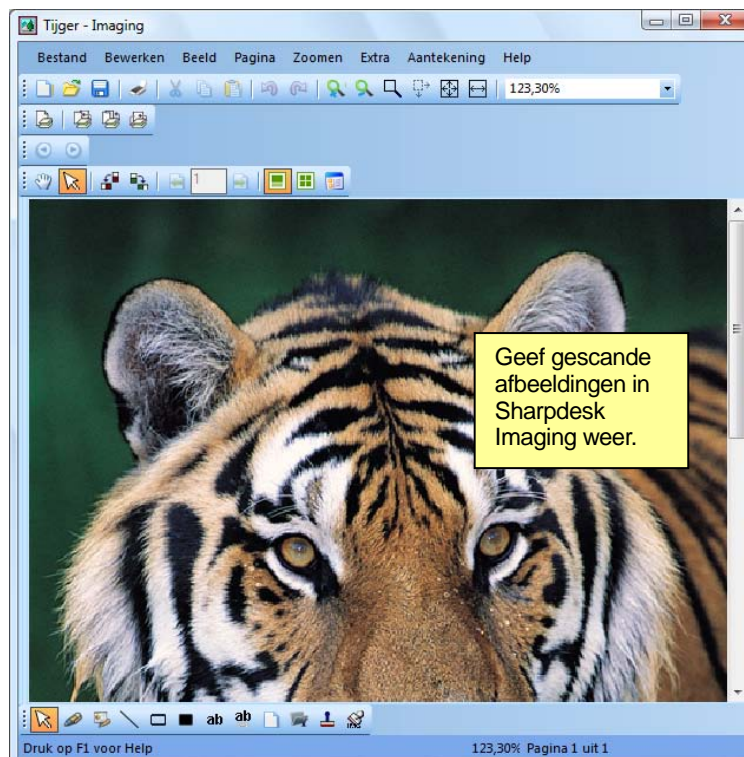 Tijger - Imaging
Bestand Bewerken Beeld Pagina Zoomen Extra Aantekening Help
123,30%
1
Geef gescande
afbeeldingen in
Sharpdesk
Imaging weer.
ab ab
Druk op F1 voor Help 123,30% Pagina 1 uit 1